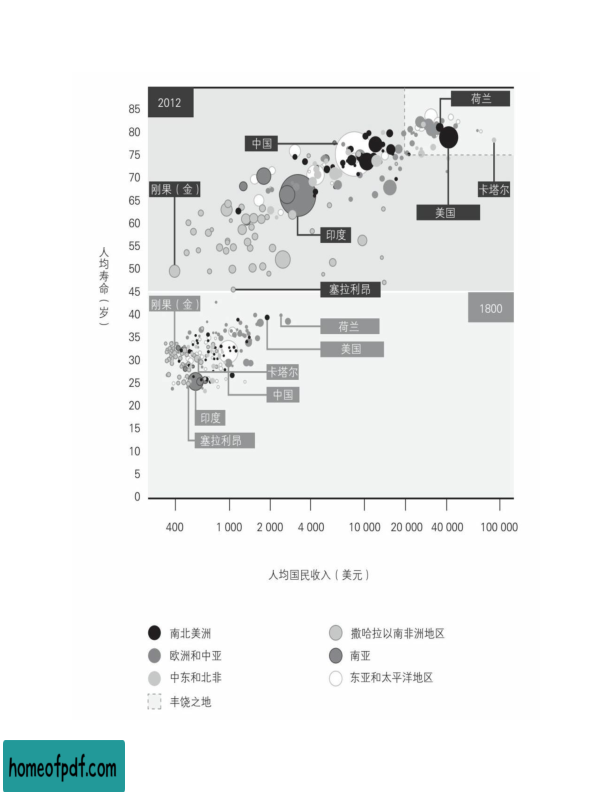 2012
荷兰
85
80
中国
75
70
刚果（金）
卡塔尔
65
美国
60
印度
55
人均寿命（岁）
50
塞拉利昂
45
刚果（金）
1800
40
荷兰
35
美国
30
卡塔尔
25
中国
20
印度
15
塞拉利昂
10
5
0
400 1 000 2 000 4 000 10 000 20 000 40 000 100 000
人均国民收入（美元）
南北美洲 撒哈拉以南非洲地区
欧洲和中亚 南亚
中东和北非 东亚和太平洋地区
丰饶之地
homeofpdf.com